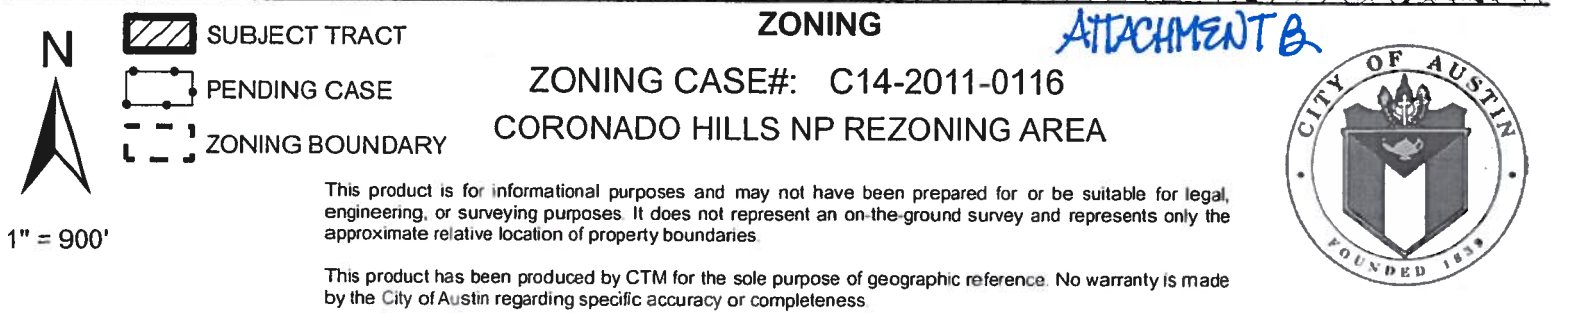 ZONING
ATTACHMENT B
N
SUBJECT TRACT
PENDING CASE
ZONING BOUNDARY
1" = 900'
ZONING CASE#: C14-2011-0116
CORONADO HILLS NP REZONING AREA
This product is for informational purposes and may not have been prepared for or be suitable for legal,
engineering, or surveying purposes. It does not represent an on-the-ground survey and represents only the
approximate relative location of property boundaries.
This product has been produced by CTM for the sole purpose of geographic reference. No warranty is made
by the City of Austin regarding specific accuracy or completeness.
CITY OF AUSTIN
FOUNDED 1839